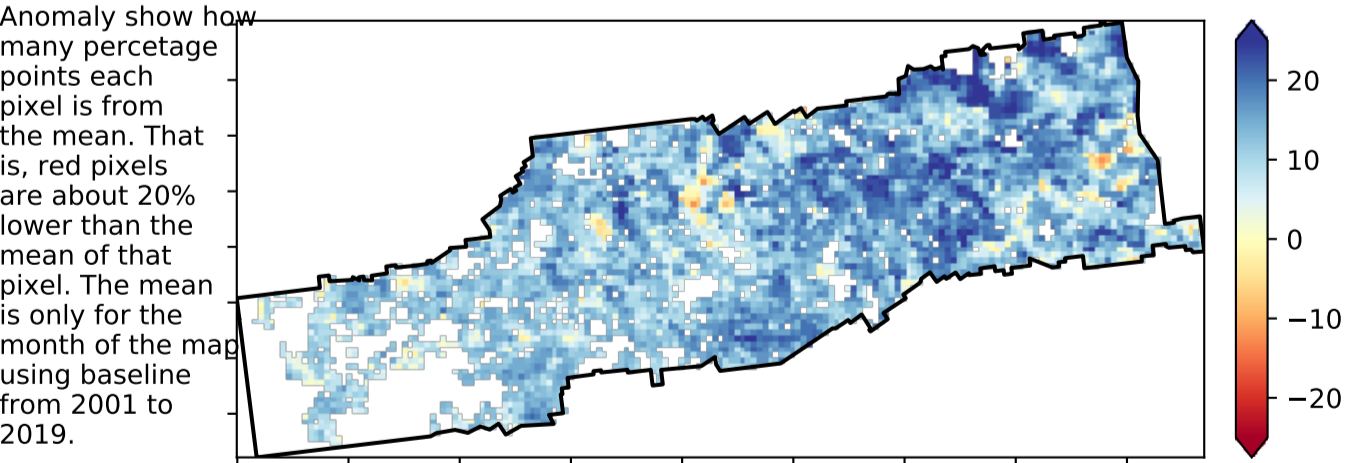 Anomaly show how
many percetage
points each
pixel is from
the mean. That
is, red pixels
are about 20%
lower than the
mean of that
pixel. The mean
is only for the
month of the map
using baseline
from 2001 to
2019.
20
10
0
−10
−20